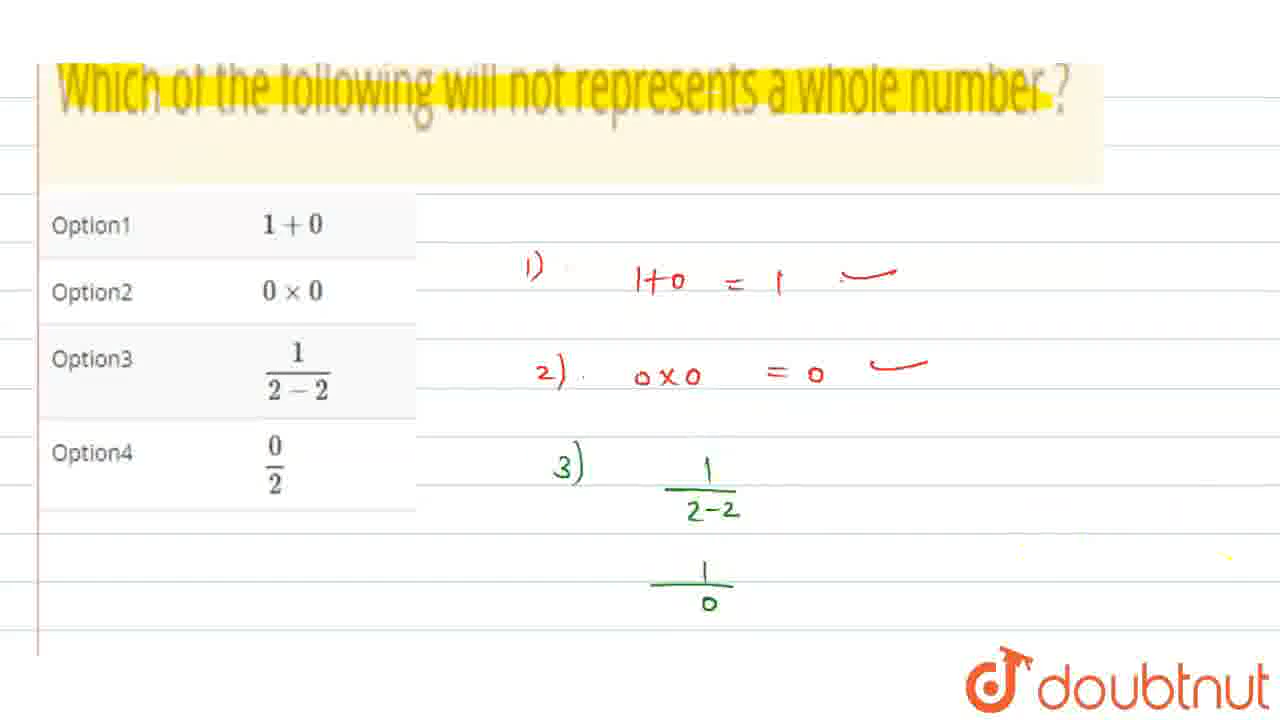 Which of the following will not represents a whole number ?
Option1 1 + 0
Option2 0 × 0
Option3 1/(2 − 2)
Option4 0/2
1) 1+0 = 1
2) 0×0 = 0
3) 1/(2-2)
1/0
doubtnut